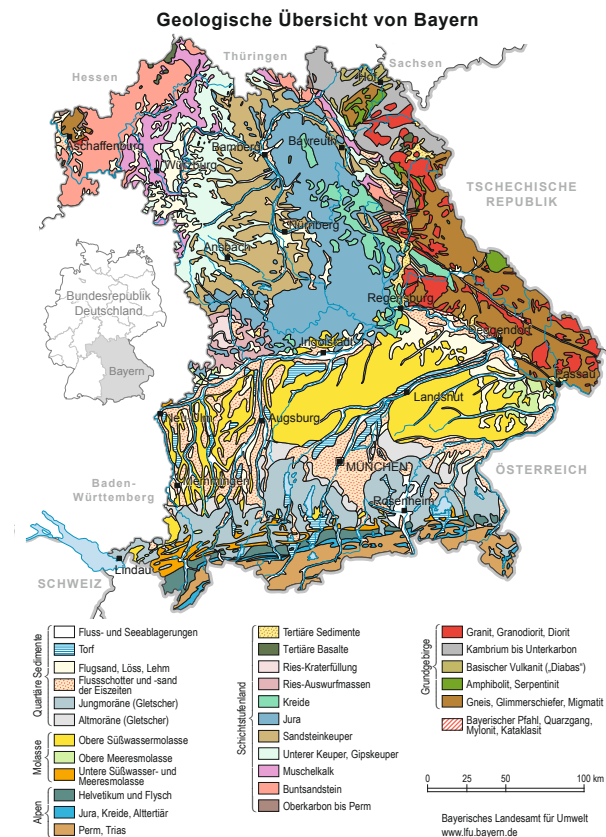 Geologische Übersicht von Bayern
Hessen
Thüringen
Sachsen
Hof
Aschaffenburg
Würzburg
Bamberg
Bayreuth
TSCHECHISCHE
REPUBLIK
Nürnberg
Ansbach
Bundesrepublik
Deutschland
Bayern
Regensburg
Ingolstadt
Deggendorf
Passau
Landshut
Neu-Ulm
Augsburg
MÜNCHEN
Memmingen
Baden-
Württemberg
ÖSTERREICH
Rosenheim
Lindau
SCHWEIZ
Quartäre Sedimente
Fluss- und Seeablagerungen
Torf
Flugsand, Löss, Lehm
Flussschotter und -sand
der Eiszeiten
Jungmoräne (Gletscher)
Altmoräne (Gletscher)
Molasse
Obere Süßwassermolasse
Obere Meeresmolasse
Untere Süßwasser- und
Meeresmolasse
Alpen
Helvetikum und Flysch
Jura, Kreide, Alttertiär
Perm, Trias
Schichtstufenland
Tertiäre Sedimente
Tertiäre Basalte
Ries-Kraterfüllung
Ries-Auswurfmassen
Kreide
Jura
Sandsteinkeuper
Unterer Keuper, Gipskeuper
Muschelkalk
Buntsandstein
Oberkarbon bis Perm
Grundgebirge
Granit, Granodiorit, Diorit
Kambrium bis Unterkarbon
Basischer Vulkanit („Diabas“)
Amphibolit, Serpentinit
Gneis, Glimmerschiefer, Migmatit
Bayerischer Pfahl, Quarzgang,
Mylonit, Kataklasit
0 25 50 100 km
Bayerisches Landesamt für Umwelt
www.lfu.bayern.de